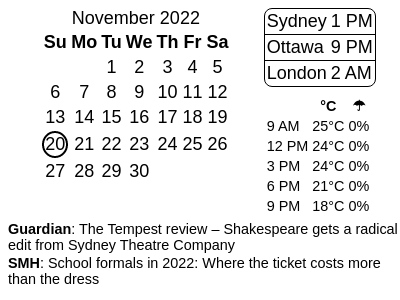 November 2022
Su Mo Tu We Th Fr Sa
1 2 3 4 5
6 7 8 9 10 11 12
13 14 15 16 17 18 19
20 21 22 23 24 25 26
27 28 29 30
Sydney 1 PM
Ottawa 9 PM
London 2 AM
°C ☂
9 AM 25°C 0%
12 PM 24°C 0%
3 PM 24°C 0%
6 PM 21°C 0%
9 PM 18°C 0%
Guardian: The Tempest review – Shakespeare gets a radical
edit from Sydney Theatre Company
SMH: School formals in 2022: Where the ticket costs more
than the dress